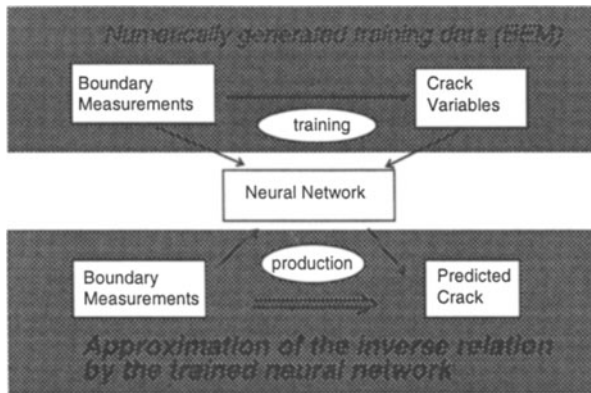 Numerically generated training data (BEM)
Boundary
Measurements
Crack
Variables
training
Neural Network
production
Boundary
Measurements
Predicted
Crack
Approximation of the inverse relation
by the trained neural network